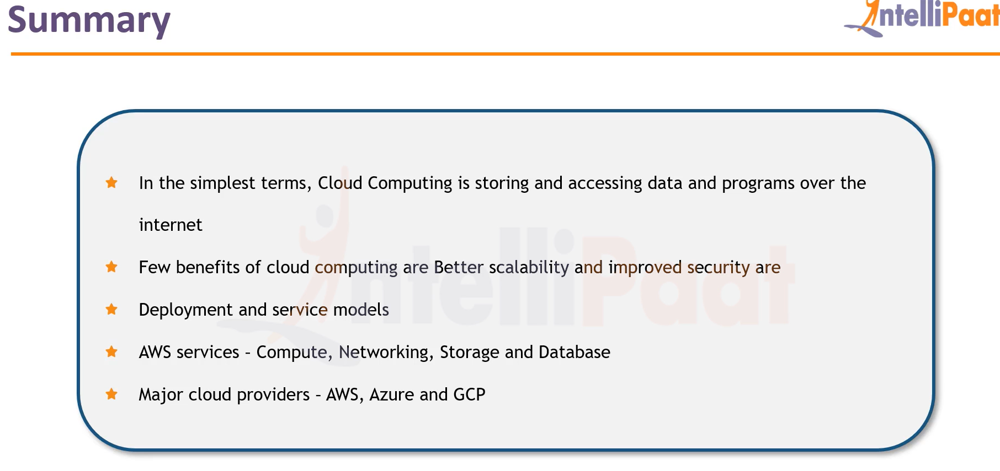 Summary
IntelliPaat
In the simplest terms, Cloud Computing is storing and accessing data and programs over the
internet
Few benefits of cloud computing are Better scalability and improved security are
Deployment and service models
AWS services – Compute, Networking, Storage and Database
Major cloud providers – AWS, Azure and GCP
IntelliPaat